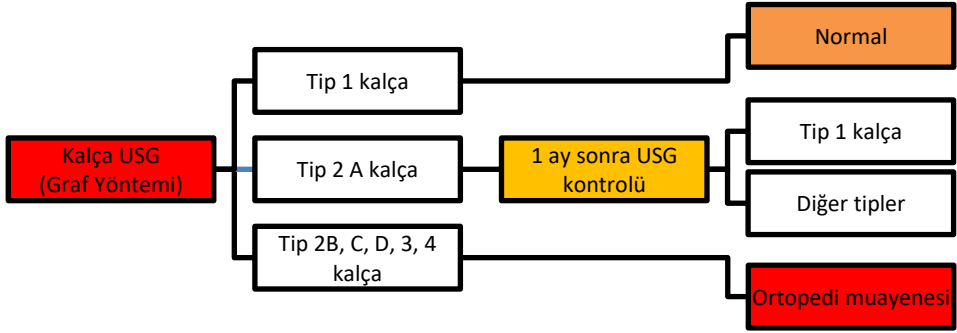 Kalça USG
(Graf Yöntemi)
Tip 1 kalça
Tip 2 A kalça
Tip 2B, C, D, 3, 4
kalça
1 ay sonra USG
kontrolü
Normal
Tip 1 kalça
Diğer tipler
Ortopedi muayenesi